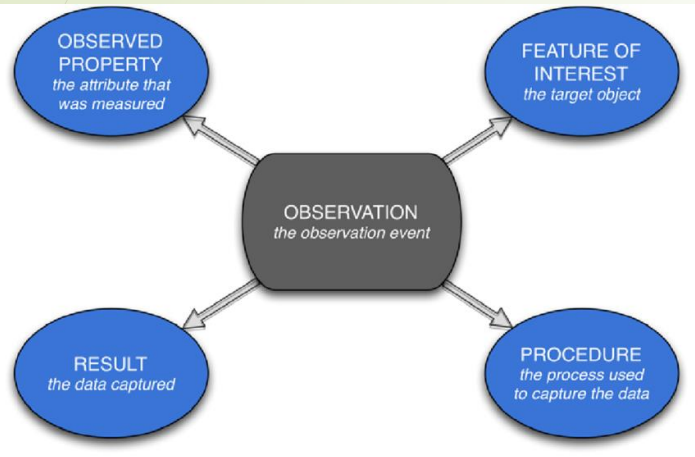 OBSERVED
PROPERTY
the attribute that
was measured
FEATURE OF
INTEREST
the target object
OBSERVATION
the observation event
RESULT
the data captured
PROCEDURE
the process used
to capture the data